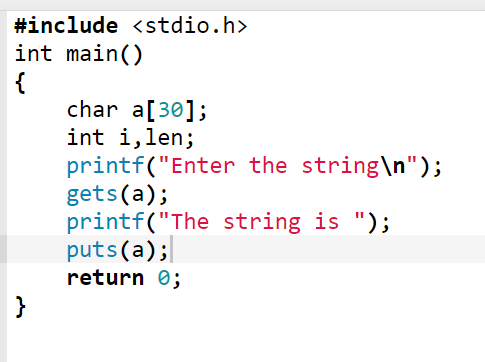 #include <stdio.h>
int main()
{
    char a[30];
    int i,len;
    printf("Enter the string\n");
    gets(a);
    printf("The string is ");
    puts(a);
    return 0;
}